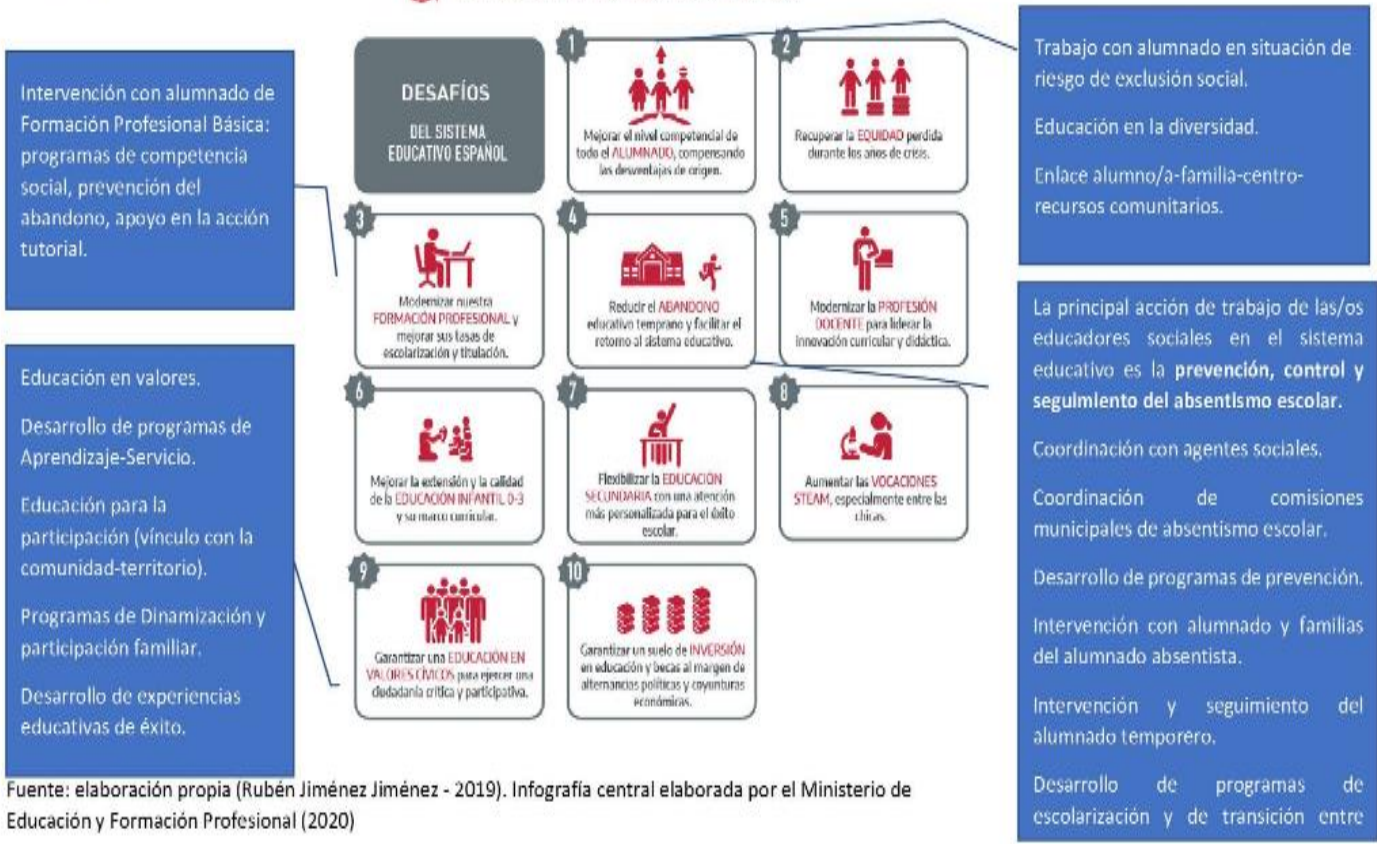 Intervención con alumnado de
Formación Profesional Básica:
programas de competencia
social, prevención del
abandono, apoyo en la acción
tutorial.
Educación en valores.
Desarrollo de programas de
Aprendizaje-Servicio.
Educación para la
participación (vínculo con la
comunidad-territorio).
Programas de Dinamización y
participación familiar.
Desarrollo de experiencias
educativas de éxito.
DESAFÍOS
DEL SISTEMA
EDUCATIVO ESPAÑOL
1
Mejorar el nivel competencial de
todo el ALUMNADO, compensando
las desventajas de origen.
2
Recuperar la EQUIDAD perdida
durante los años de crisis.
3
Modernizar nuestra
FORMACIÓN PROFESIONAL y
mejorar sus tasas de
escolarización y titulación.
4
Reducir el ABANDONO
educativo temprano y facilitar el
retorno al sistema educativo.
5
Modernizar la PROFESIÓN
DOCENTE para liderar la
innovación curricular y didáctica.
6
Mejorar la extensión y la calidad
de la EDUCACIÓN INFANTIL 0-3
y su marco curricular.
7
Flexibilizar la EDUCACIÓN
SECUNDARIA con una atención
más personalizada para el éxito
escolar.
8
Aumentar las VOCACIONES
STEAM, especialmente entre las
chicas.
9
Garantizar una EDUCACIÓN EN
VALORES CÍVICOS para ejercer una
ciudadanía crítica y participativa.
10
Garantizar un suelo de INVERSIÓN
en educación y becas al margen de
alternancias políticas y coyunturas
económicas.
Trabajo con alumnado en situación de
riesgo de exclusión social.
Educación en la diversidad.
Enlace alumno/a-familia-centro-
recursos comunitarios.
La principal acción de trabajo de las/os
educadores sociales en el sistema
educativo es la prevención, control y
seguimiento del absentismo escolar.
Coordinación con agentes sociales.
Coordinación de comisiones
municipales de absentismo escolar.
Desarrollo de programas de prevención.
Intervención con alumnado y familias
del alumnado absentista.
Intervención y seguimiento del
alumnado temporero.
Desarrollo de programas de
escolarización y de transición entre
Fuente: elaboración propia (Rubén Jiménez Jiménez - 2019). Infografía central elaborada por el Ministerio de
Educación y Formación Profesional (2020)